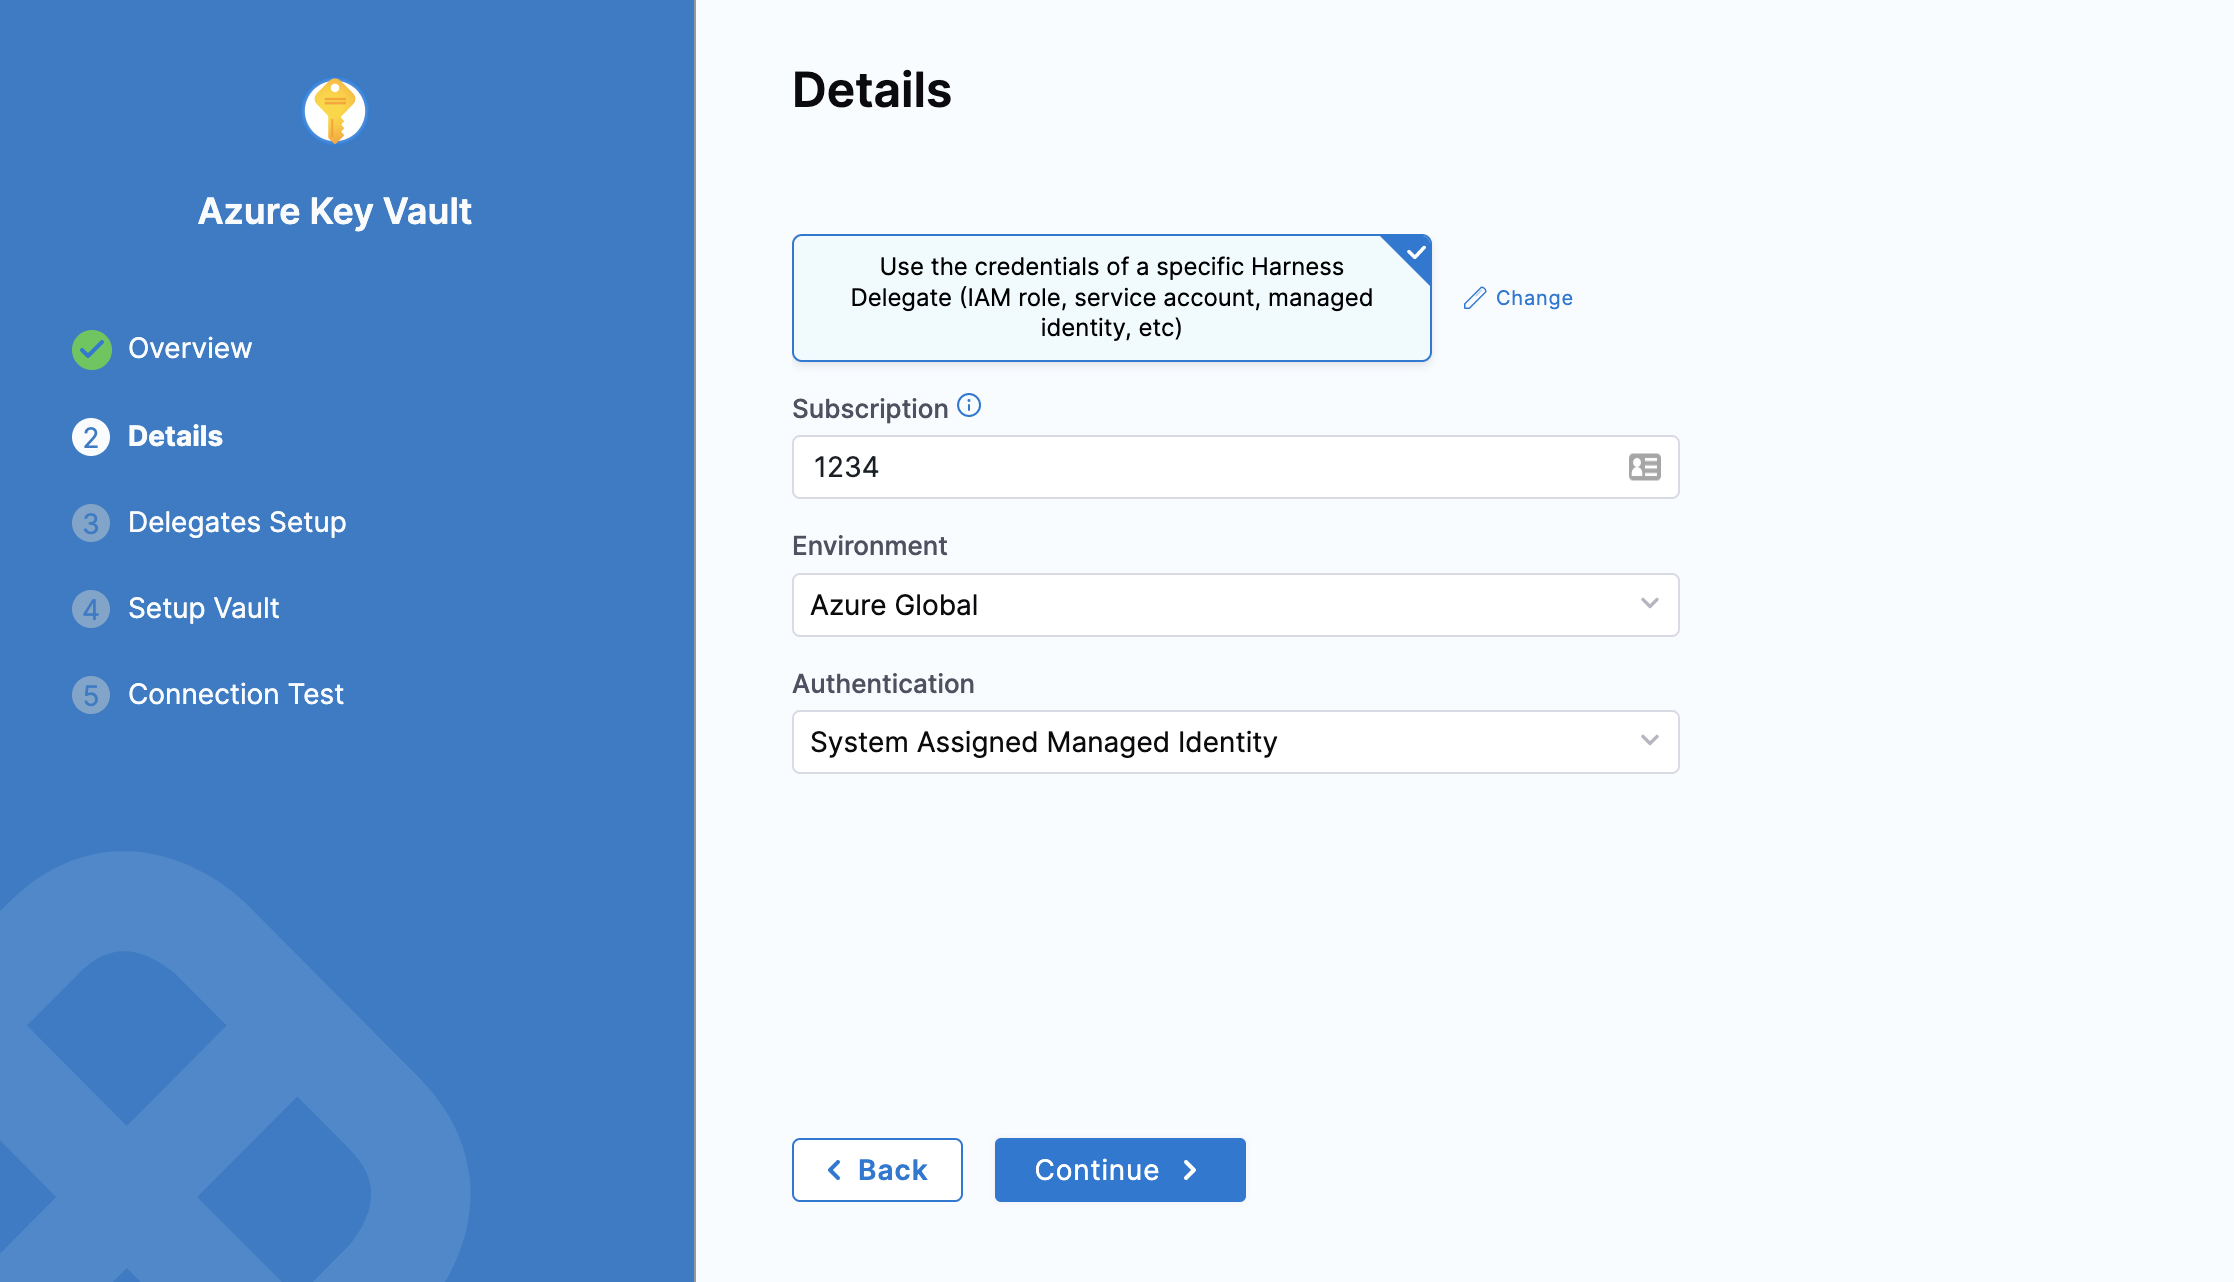 Azure Key Vault
Overview
2 Details
3 Delegates Setup
4 Setup Vault
5 Connection Test
Details
Use the credentials of a specific Harness
Delegate (IAM role, service account, managed
identity, etc)
Change
Subscription
1234
Environment
Azure Global
Authentication
System Assigned Managed Identity
Back
Continue